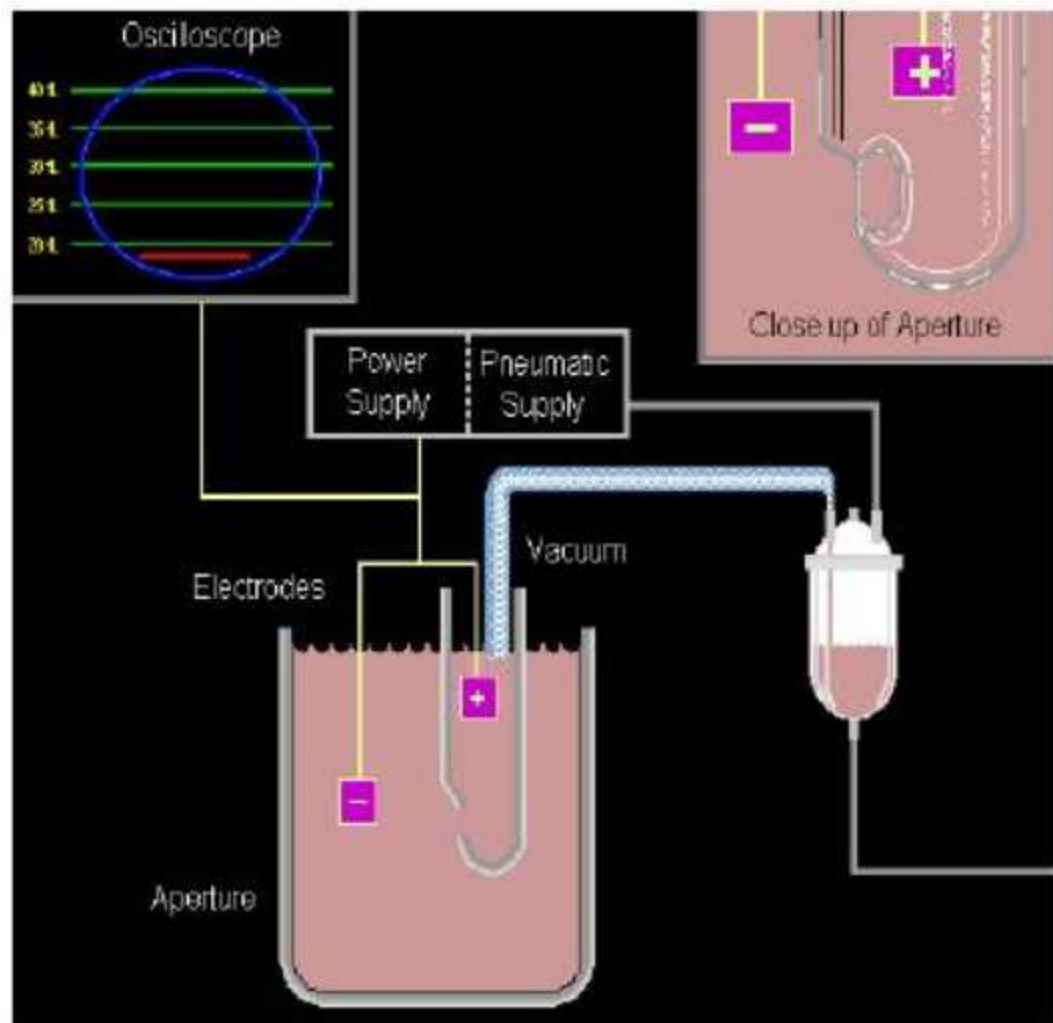 Osciloscope
Close up of Aperture
Power
Supply
Pneumatic
Supply
Vacuum
Electrodes
Aperture
−
+
−
+